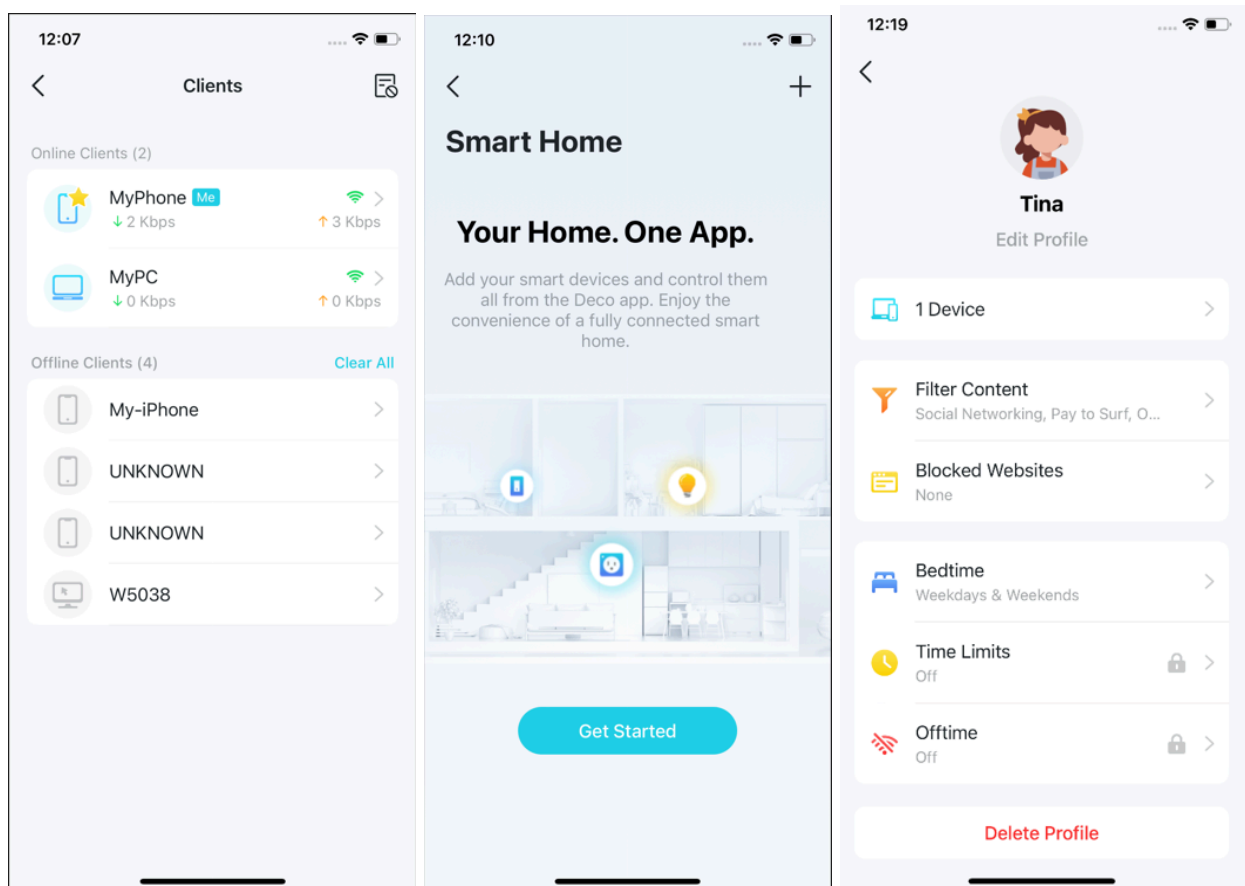 12:07
Clients
Online Clients (2)
MyPhone Me
↓ 2 Kbps ↑ 3 Kbps
MyPC
↓ 0 Kbps ↑ 0 Kbps
Offline Clients (4) Clear All
My-iPhone
UNKNOWN
UNKNOWN
W5038
12:10
Smart Home
Your Home. One App.
Add your smart devices and control them
all from the Deco app. Enjoy the
convenience of a fully connected smart
home.
Get Started
12:19
Tina
Edit Profile
1 Device
Filter Content
Social Networking, Pay to Surf, O...
Blocked Websites
None
Bedtime
Weekdays & Weekends
Time Limits
Off
Offtime
Off
Delete Profile